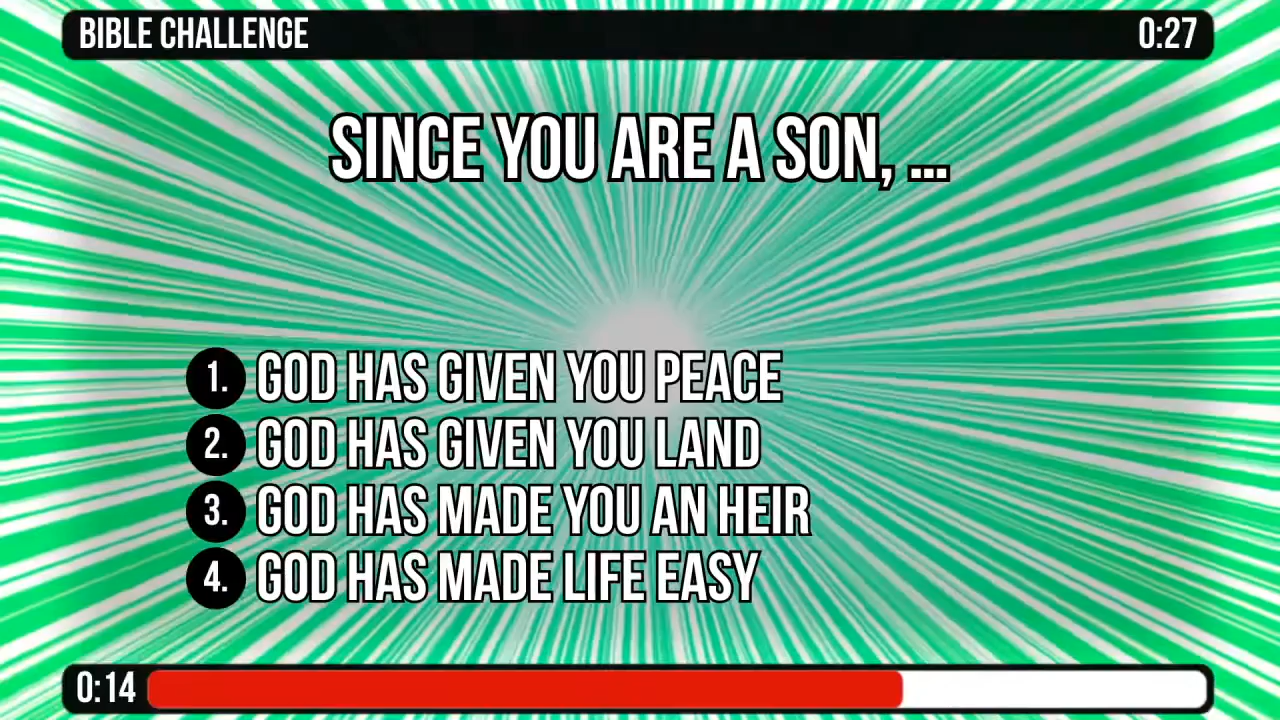 BIBLE CHALLENGE
0:27
SINCE YOU ARE A SON, ...
1. GOD HAS GIVEN YOU PEACE
2. GOD HAS GIVEN YOU LAND
3. GOD HAS MADE YOU AN HEIR
4. GOD HAS MADE LIFE EASY
0:14